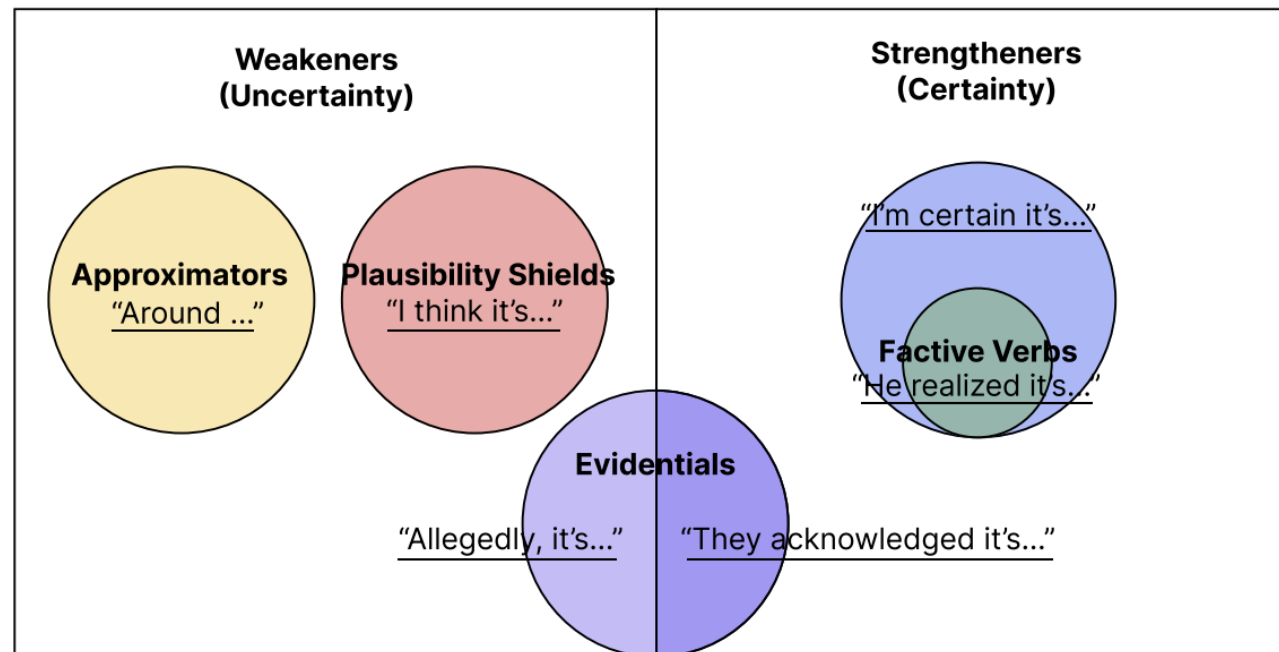 Weakeners
(Uncertainty)
Strengtheners
(Certainty)
Approximators
“Around ...”
Plausibility Shields
“I think it’s...”
“I’m certain it’s...”
Factive Verbs
“He realized it’s...”
Evidentials
“Allegedly, it’s...”
“They acknowledged it’s...”